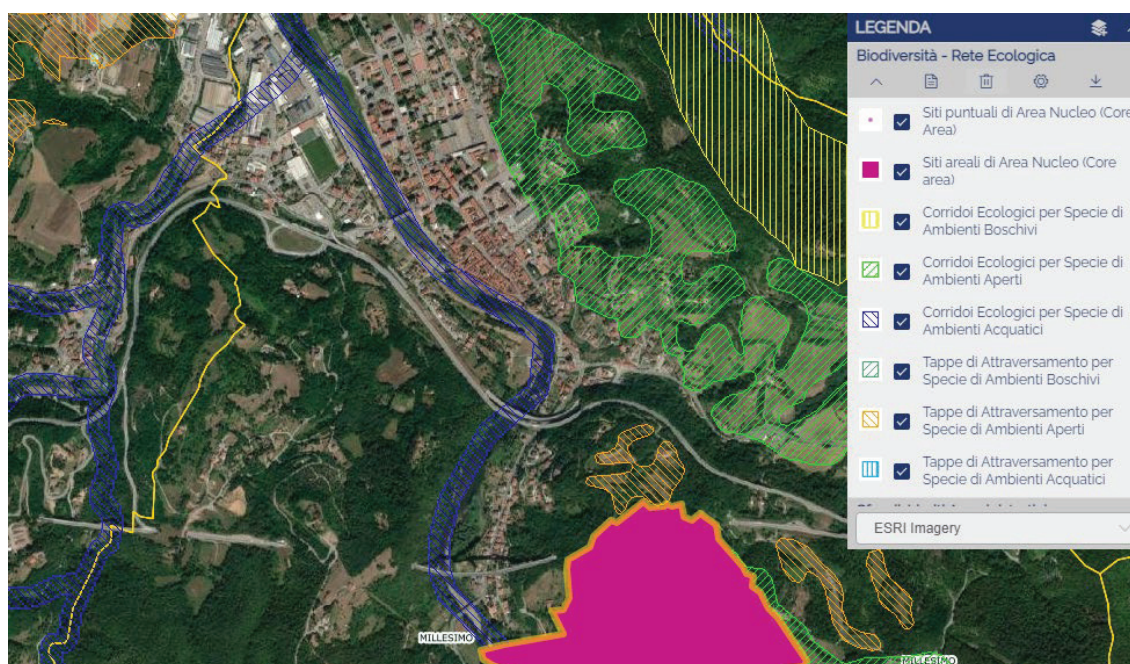 LEGENDA
Biodiversità - Rete Ecologica
Siti puntuali di Area Nucleo (Core
Area)
Siti areali di Area Nucleo (Core
area)
Corridoi Ecologici per Specie di
Ambienti Boschivi
Corridoi Ecologici per Specie di
Ambienti Aperti
Corridoi Ecologici per Specie di
Ambienti Acquatici
Tappe di Attraversamento per
Specie di Ambienti Boschivi
Tappe di Attraversamento per
Specie di Ambienti Aperti
Tappe di Attraversamento per
Specie di Ambienti Acquatici
ESRI Imagery
MILLESIMO
MILLESIMO